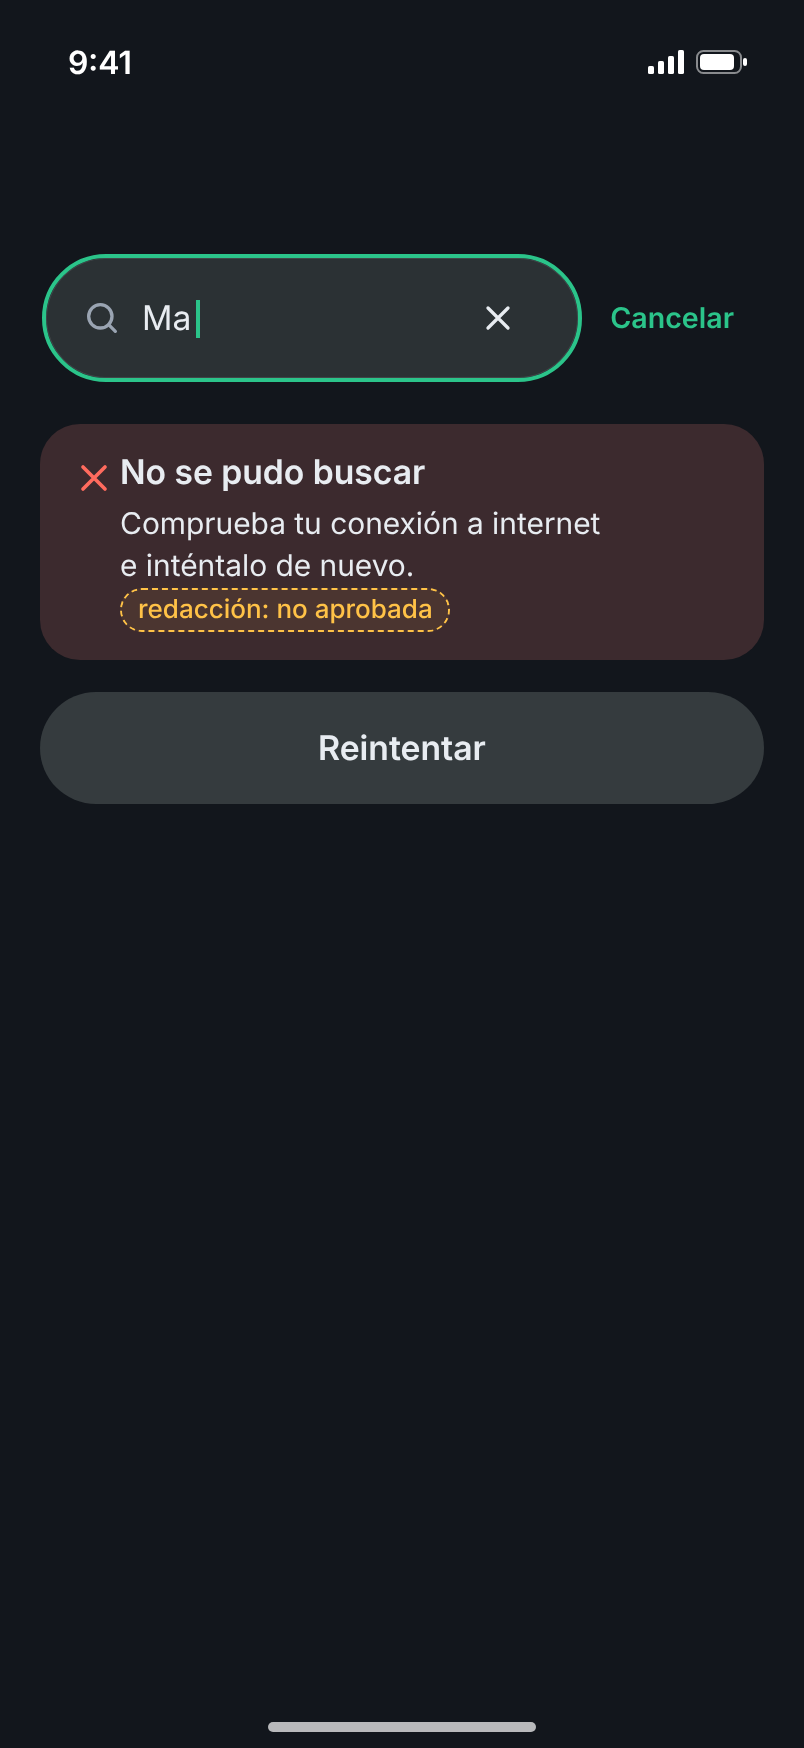 9:41
Ma
Cancelar
No se pudo buscar
Comprueba tu conexión a internet
e inténtalo de nuevo.
redacción: no aprobada
Reintentar